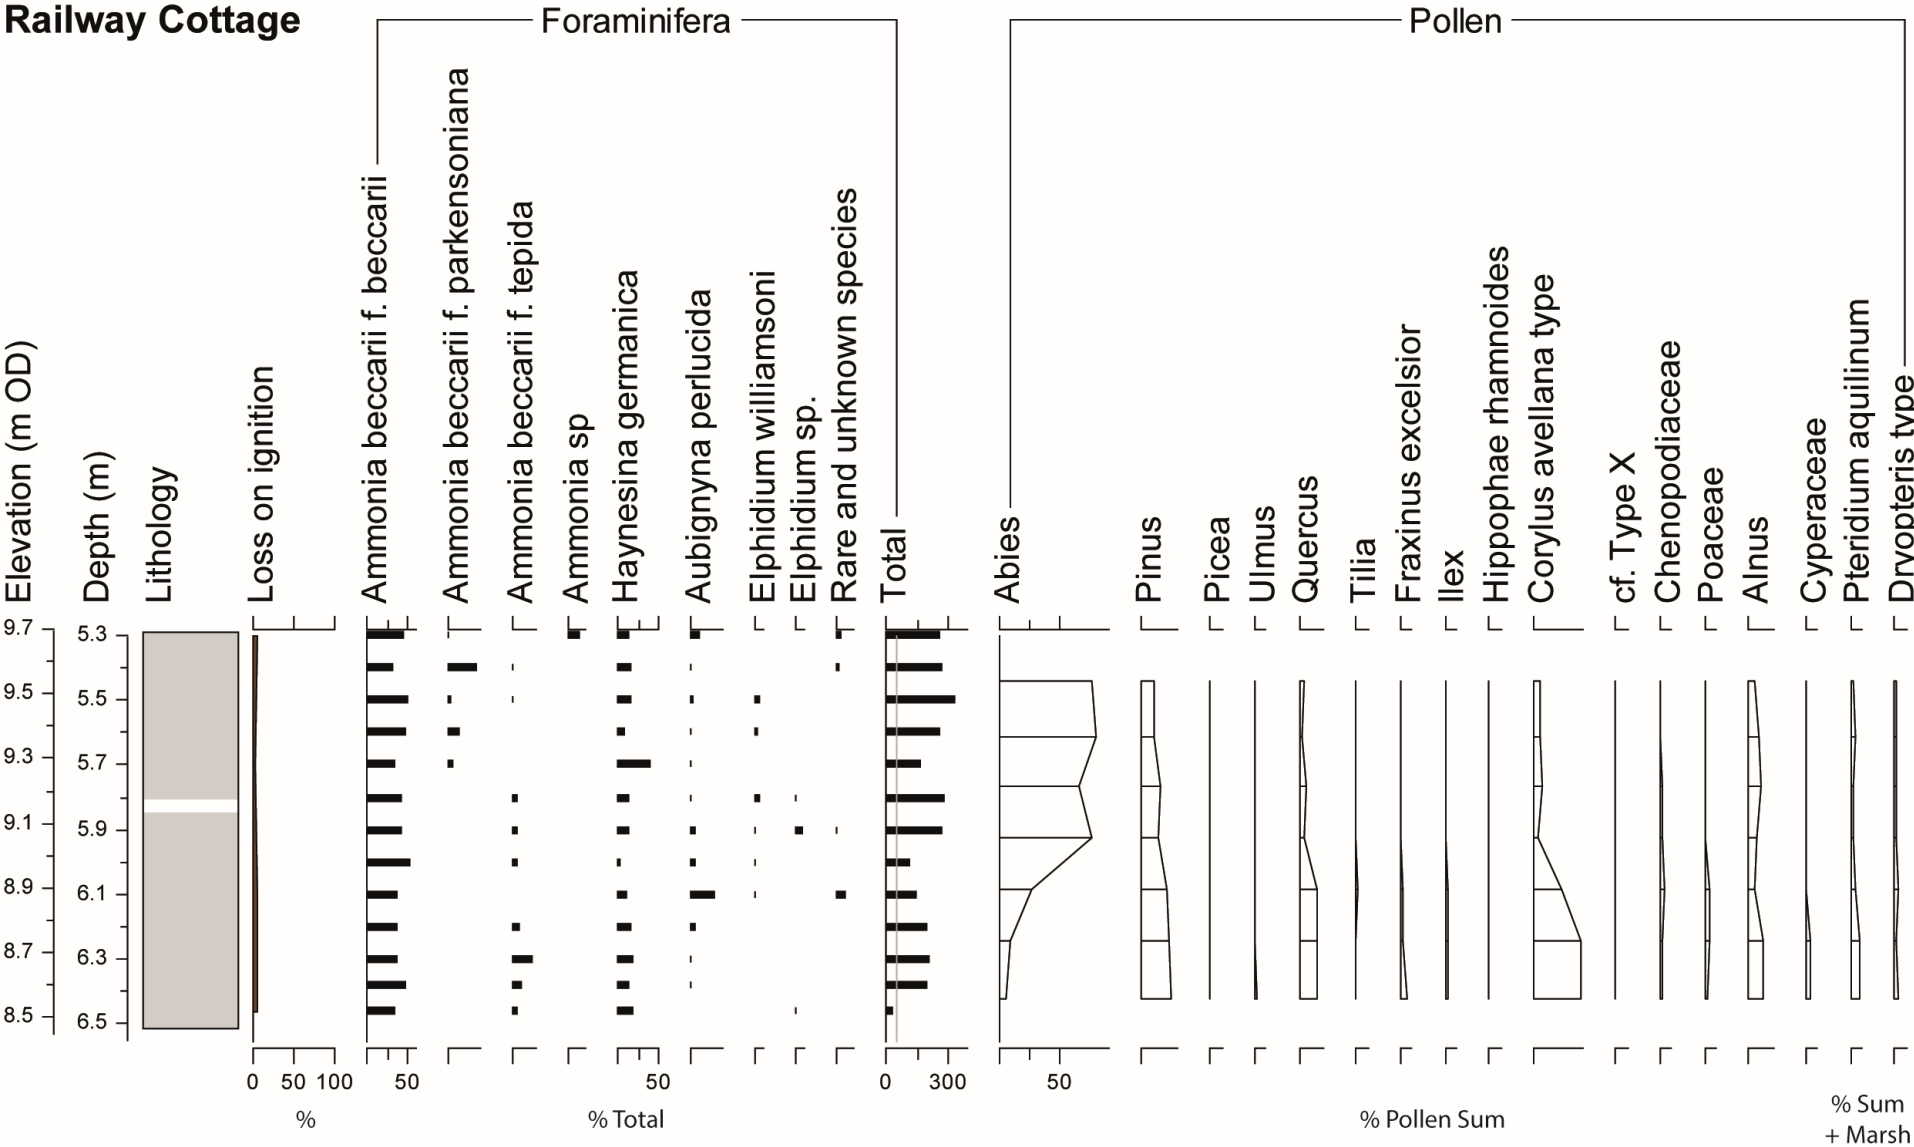 Railway Cottage
Foraminifera
Pollen
Elevation (m OD)
Depth (m)
Lithology
Loss on ignition
Ammonia beccarii f. beccarii
Ammonia beccarii f. parkensoniana
Ammonia beccarii f. tepida
Ammonia sp
Haynesina germanica
Aubignyna perlucida
Elphidium williamsoni
Elphidium sp.
Rare and unknown species
Total
Abies
Pinus
Picea
Ulmus
Quercus
Tillia
Fraxinus excelsior
Ilex
Hippophae rhamnoides
Corylus avellana type
cf. Type X
Chenopodiaceae
Poaceae
Alnus
Cyperaceae
Pteridium aquilinum
Dryopteris type
9.7
9.5
9.3
9.1
8.9
8.7
8.5
5.3
5.5
5.7
5.9
6.1
6.3
6.5
0 50 100
50
50
0 300
50
%
% Total
% Pollen Sum
% Sum
+ Marsh